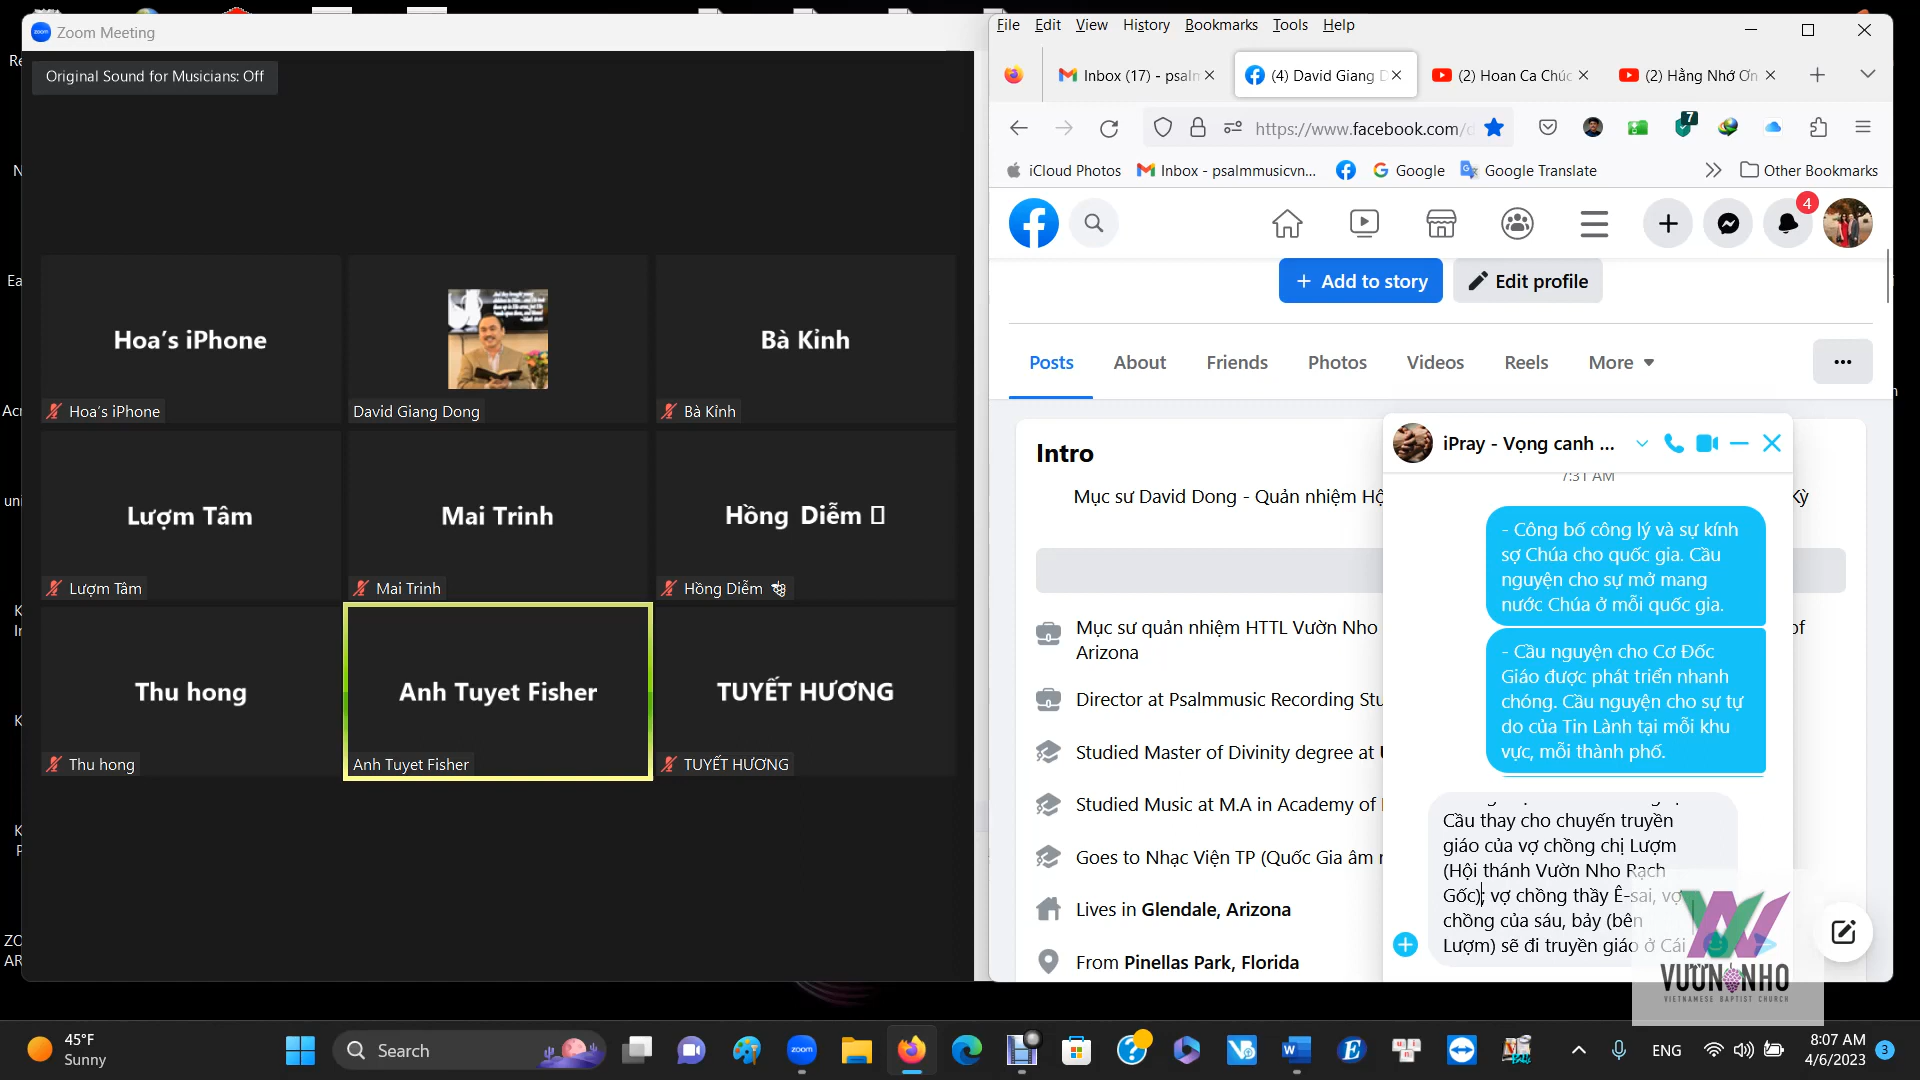 Zoom Meeting
Original Sound for Musicians: Off
Hoa's iPhone
Bà Kỉnh
Hoa's iPhone
David Giang Dong
Bà Kỉnh
Lượm Tâm
Mai Trinh
Hồng Diễm
Lượm Tâm
Mai Trinh
Hồng Diễm
Thu hong
Anh Tuyet Fisher
TUYẾT HƯƠNG
Thu hong
Anh Tuyet Fisher
TUYẾT HƯƠNG
File Edit View History Bookmarks Tools Help
Inbox (17) - psaln
(4) David Giang D
(2) Hoan Ca Chúc
(2) Hằng Nhớ Ơn
https://www.facebook.com/d
7
iCloud Photos
Inbox - psalmmusicvn...
Google
Google Translate
Other Bookmarks
4
Add to story
Edit profile
Posts
About
Friends
Photos
Videos
Reels
More
Intro
Mục sư David Dong - Quản nhiệm Hộ
Mục sư quản nhiệm HTTL Vườn Nho
of
Arizona
Director at Psalmmusic Recording Stu
Studied Master of Divinity degree at U
Studied Music at M.A in Academy of
Goes to Nhạc Viện TP (Quốc Gia âm n
Lives in Glendale, Arizona
From Pinellas Park, Florida
iPray - Vọng canh ...
7:31 AM
- Công bố công lý và sự kính
sợ Chúa cho quốc gia. Cầu
nguyện cho sự mở mang
nước Chúa ở mỗi quốc gia.
- Cầu nguyện cho Cơ Đốc
Giáo được phát triển nhanh
chóng. Cầu nguyện cho sự tự
do của Tin Lành tại mỗi khu
vực, mỗi thành phố.
Cầu thay cho chuyến truyền
giáo của vợ chồng chị Lượm
(Hội thánh Vườn Nho Rạch
Gốc); vợ chồng thầy Ê-sai, vợ
chồng của sáu, bảy (bên
Lượm) sẽ đi truyền giáo ở Cái
VƯỜN NHO
VIETNAMESE BAPTIST CHURCH
45°F
Sunny
Search
zoom
ENG
8:07 AM
4/6/2023
3